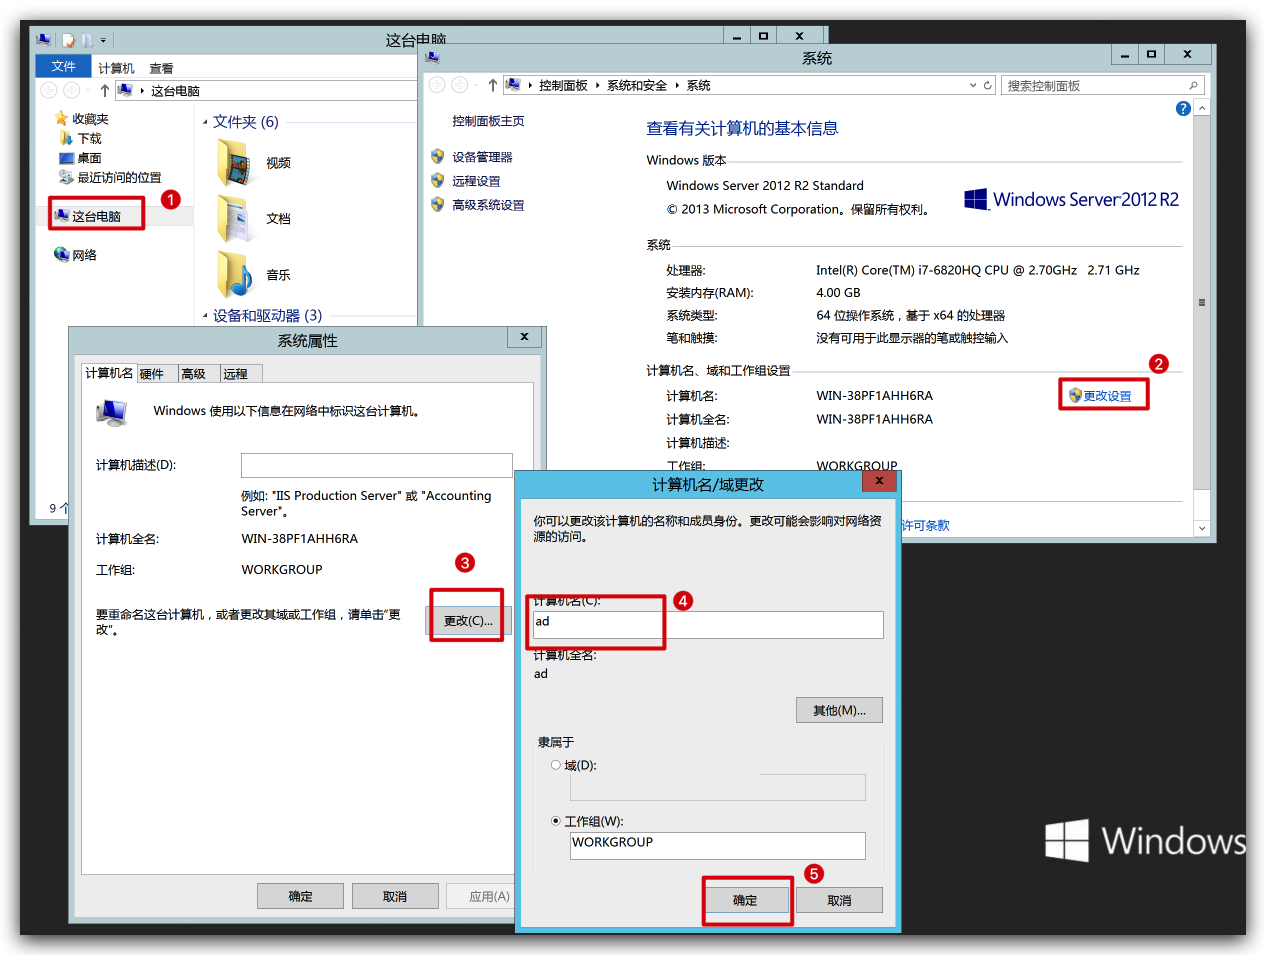 这台电脑
文件
计算机
查看
这台电脑
收藏夹
下载
桌面
最近访问的位置
这台电脑
1
网络
文件夹 (6)
视频
文档
音乐
设备和驱动器 (3)
9 个
系统
控制面板
系统和安全
系统
搜索控制面板
?
控制面板主页
设备管理器
远程设置
高级系统设置
查看有关计算机的基本信息
Windows 版本
Windows Server 2012 R2 Standard
© 2013 Microsoft Corporation。保留所有权利。
Windows Server 2012 R2
系统
处理器:
Intel(R) Core(TM) i7-6820HQ CPU @ 2.70GHz 2.71 GHz
安装内存(RAM):
4.00 GB
系统类型:
64 位操作系统，基于 x64 的处理器
笔和触摸:
没有可用于此显示器的笔或触控输入
计算机名、域和工作组设置
2
计算机名:
WIN-38PF1AHH6RA
更改设置
计算机全名:
WIN-38PF1AHH6RA
计算机描述:
工作组:
WORKGROUP
许可条款
系统属性
计算机名
硬件
高级
远程
Windows 使用以下信息在网络中标识这台计算机。
计算机描述(D):
例如: "IIS Production Server" 或 "Accounting
Server"。
计算机全名:
WIN-38PF1AHH6RA
工作组:
WORKGROUP
3
要重命名这台计算机，或者更改其域或工作组，请单击"更
改"。
更改(C)...
确定
取消
应用(A)
计算机名/域更改
你可以更改该计算机的名称和成员身份。更改可能会影响对网络资
源的访问。
计算机名(C):
4
ad
计算机全名:
ad
其他(M)...
隶属于
域(D):
工作组(W):
WORKGROUP
5
确定
取消
Windows